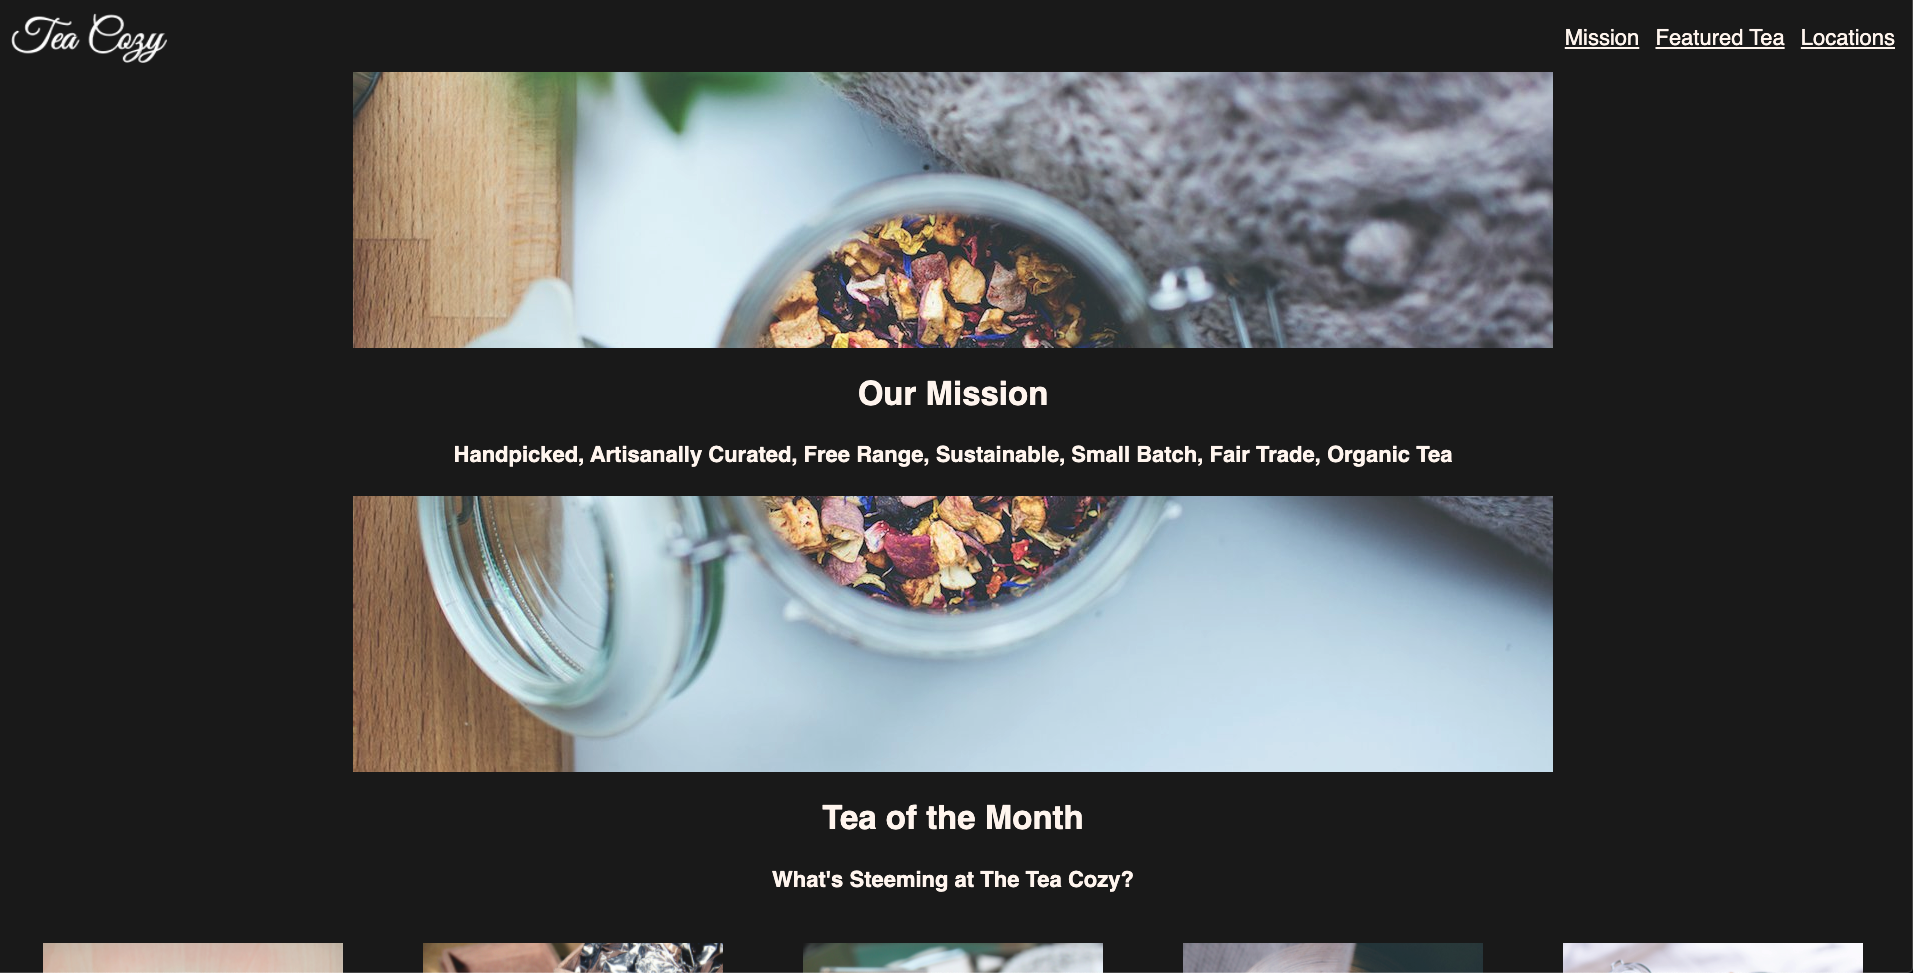 Tea Cozy
Mission Featured Tea Locations
Our Mission
Handpicked, Artisanally Curated, Free Range, Sustainable, Small Batch, Fair Trade, Organic Tea
Tea of the Month
What's Steeming at The Tea Cozy?